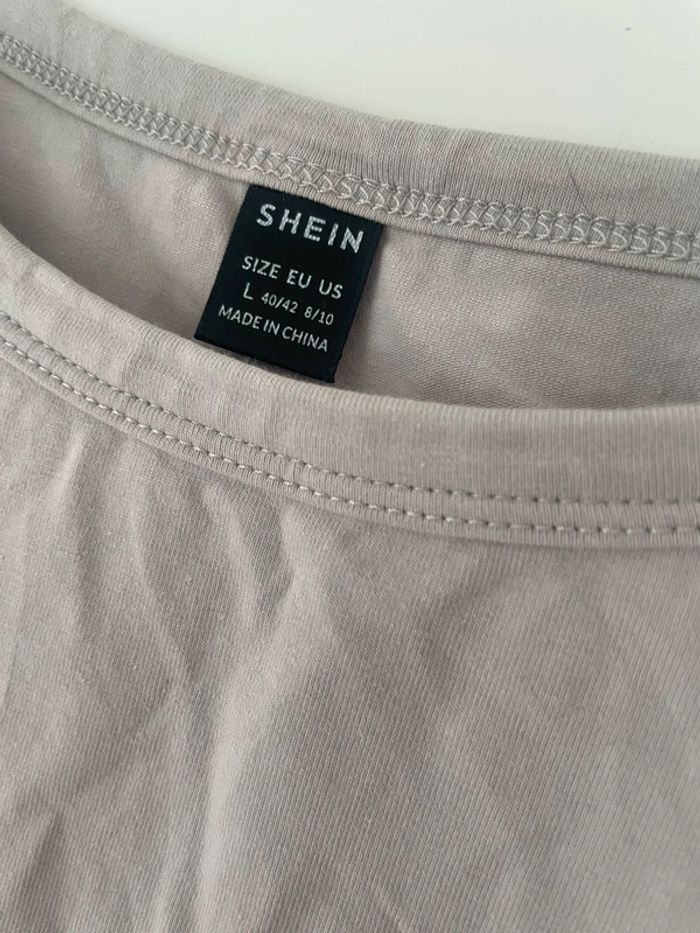 SHEIN
SIZE EU US
L 40/42 8/10
MADE IN CHINA